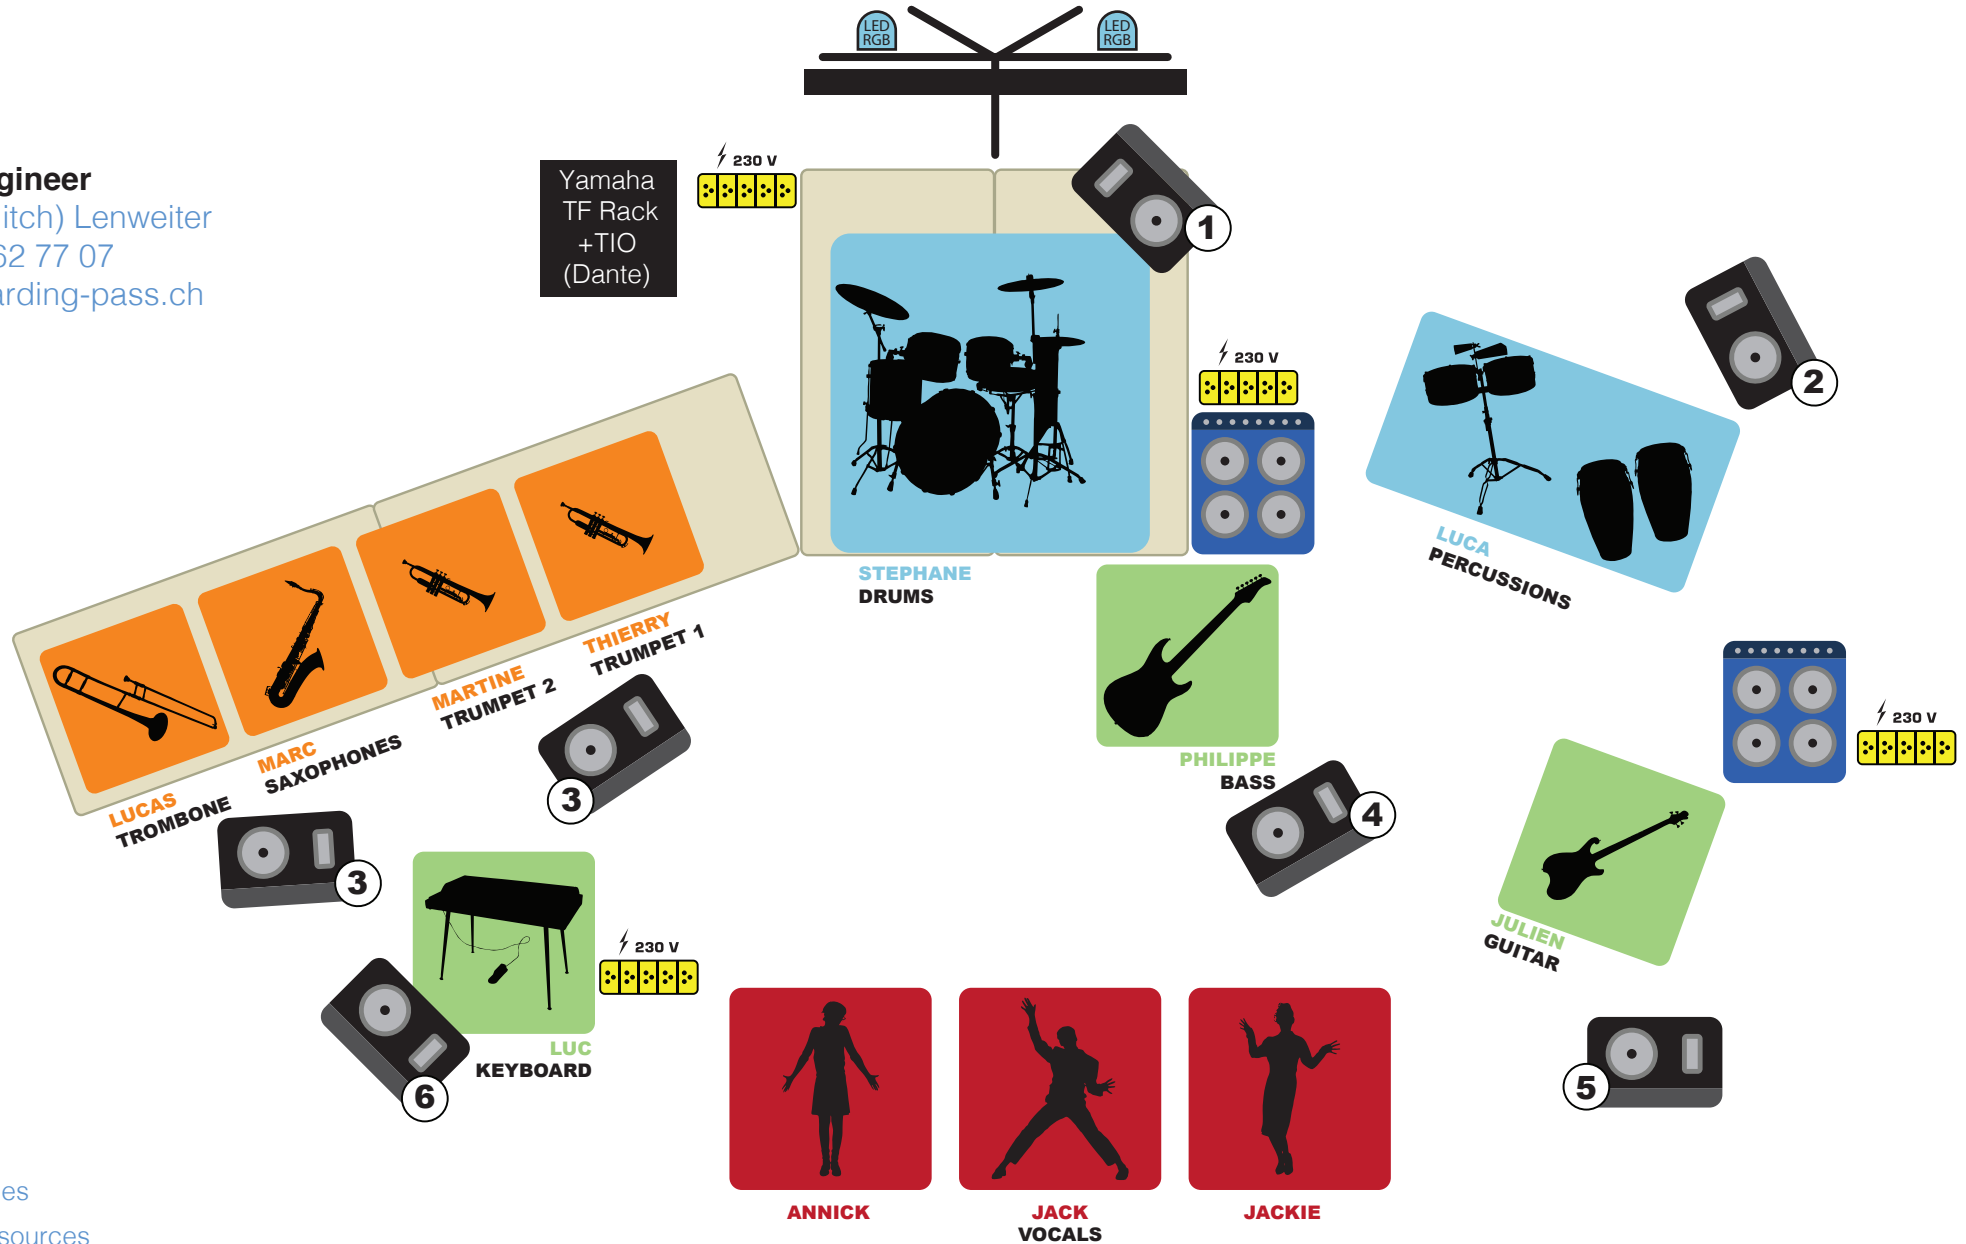 LED
RGB
LED
RGB
gineer
itch) Lenweiter
62 77 07
arding-pass.ch
Yamaha
TF Rack
+TIO
(Dante)
230 V
1
2
230 V
STEPHANE
DRUMS
LUCA
PERCUSSIONS
THIERRY
TRUMPET 1
MARTINE
TRUMPET 2
MARC
SAXOPHONES
LUCAS
TROMBONE
3
3
PHILIPPE
BASS
4
230 V
JULIEN
GUITAR
5
230 V
LUC
KEYBOARD
6
ANNICK
JACK
VOCALS
JACKIE
es
sources